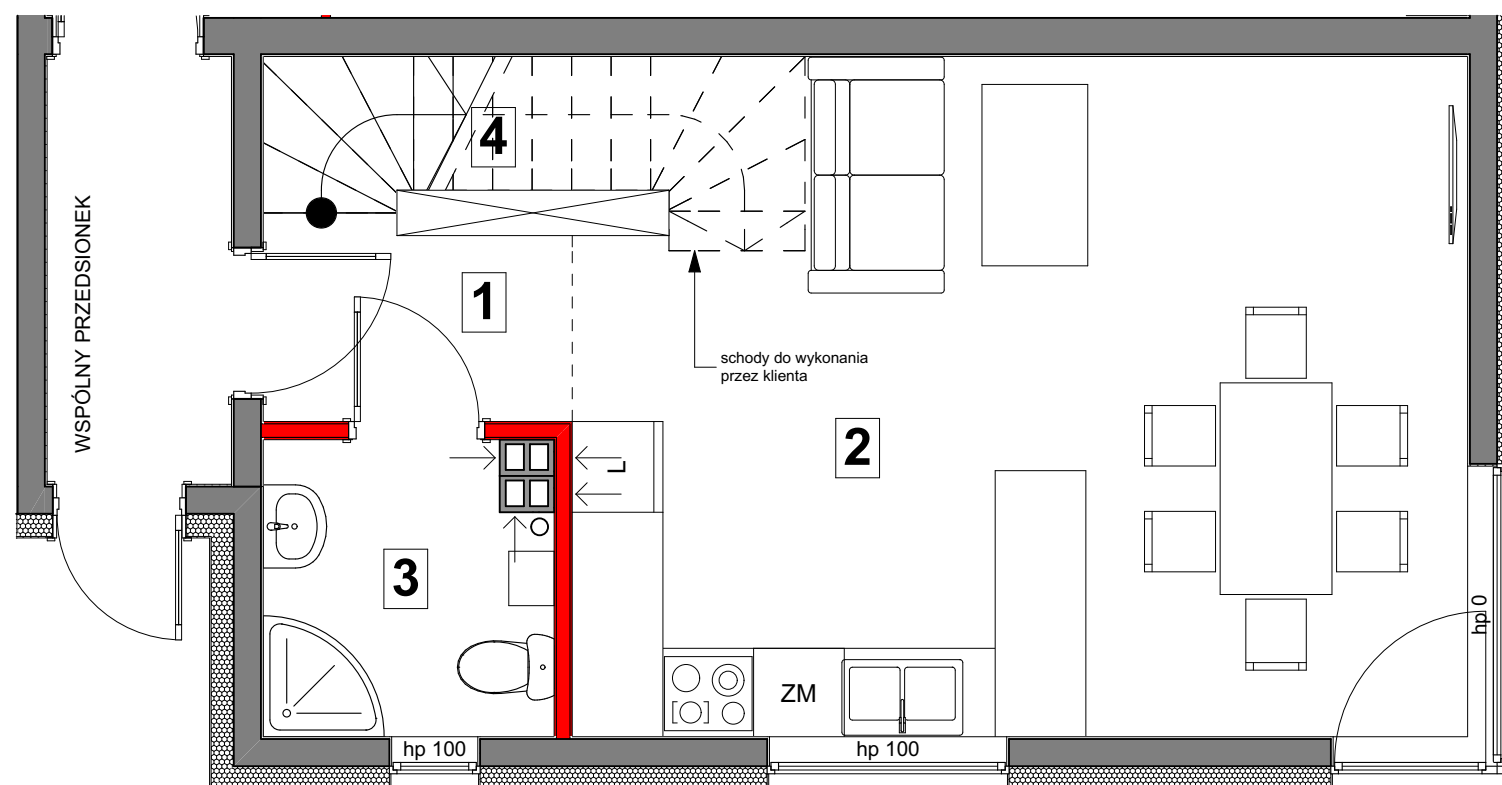 4
WSPÓLNY PRZEDSIONEK
1
schody do wykonania
przez klienta
2
L
3
hp 0
ZM
hp 100
hp 100